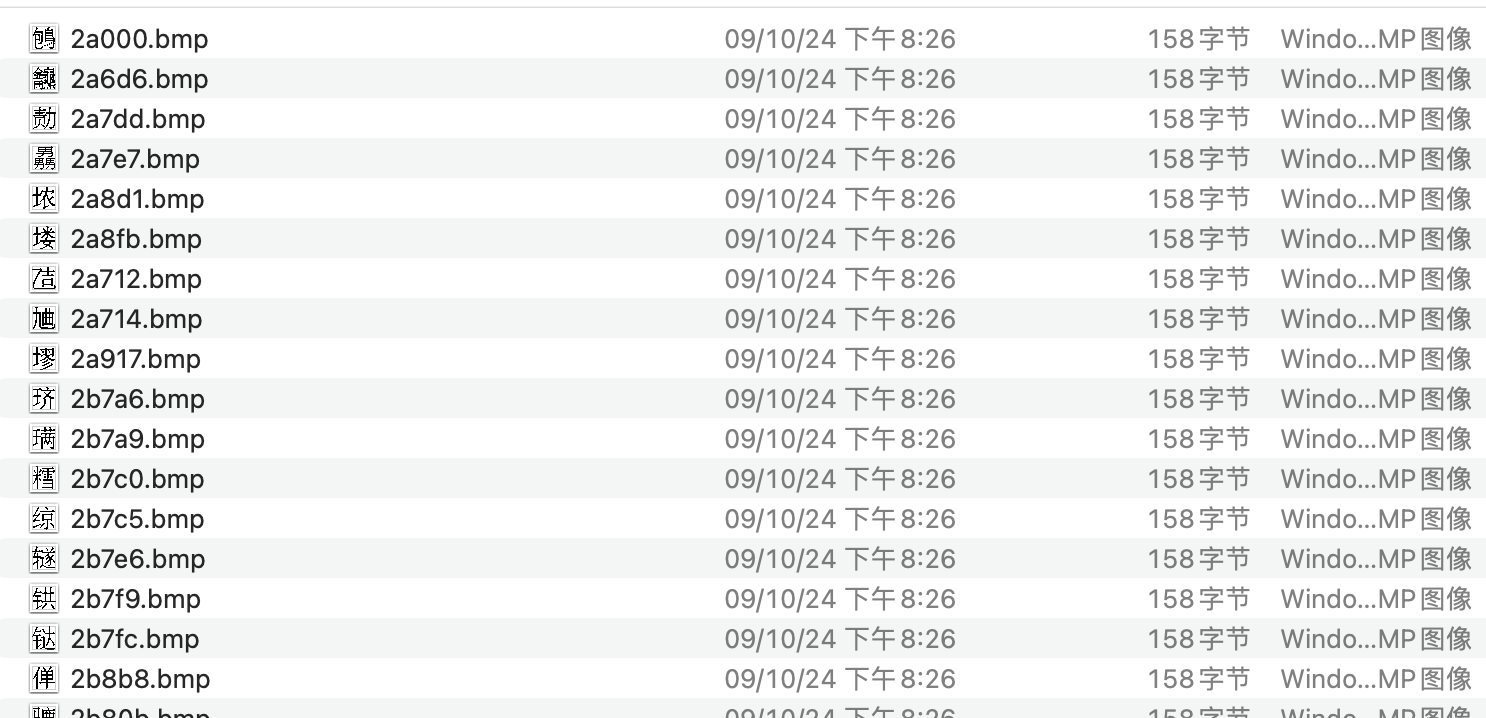 2a000.bmp 09/10/24 下午8:26 158字节 Windo...MP图像
2a6d6.bmp 09/10/24 下午8:26 158字节 Windo...MP图像
2a7dd.bmp 09/10/24 下午8:26 158字节 Windo...MP图像
2a7e7.bmp 09/10/24 下午8:26 158字节 Windo...MP图像
2a8d1.bmp 09/10/24 下午8:26 158字节 Windo...MP图像
2a8fb.bmp 09/10/24 下午8:26 158字节 Windo...MP图像
2a712.bmp 09/10/24 下午8:26 158字节 Windo...MP图像
2a714.bmp 09/10/24 下午8:26 158字节 Windo...MP图像
2a917.bmp 09/10/24 下午8:26 158字节 Windo...MP图像
2b7a6.bmp 09/10/24 下午8:26 158字节 Windo...MP图像
2b7a9.bmp 09/10/24 下午8:26 158字节 Windo...MP图像
2b7c0.bmp 09/10/24 下午8:26 158字节 Windo...MP图像
2b7c5.bmp 09/10/24 下午8:26 158字节 Windo...MP图像
2b7e6.bmp 09/10/24 下午8:26 158字节 Windo...MP图像
2b7f9.bmp 09/10/24 下午8:26 158字节 Windo...MP图像
2b7fc.bmp 09/10/24 下午8:26 158字节 Windo...MP图像
2b8b8.bmp 09/10/24 下午8:26 158字节 Windo...MP图像
2b80b.bmp 09/10/24 下午8:26 158字节 Windo...MP图像